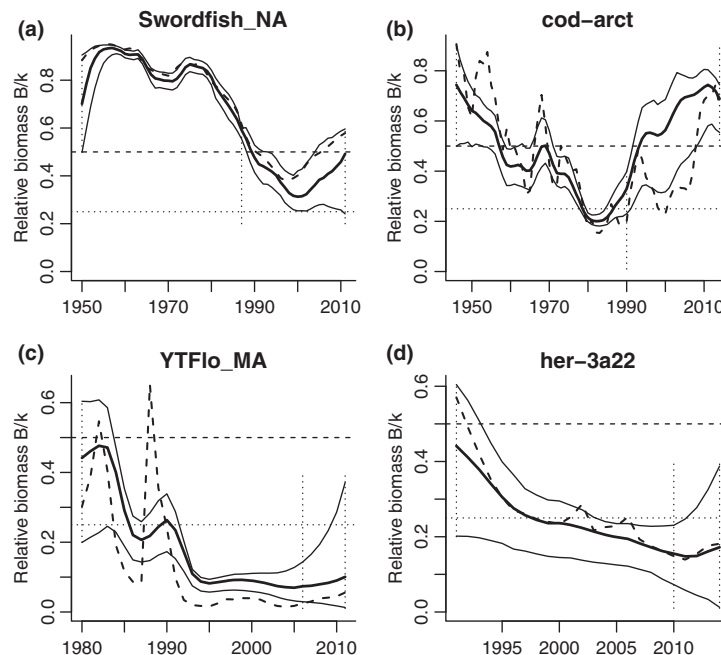 (a) Swordfish_NA
Relative biomass B/k
0.0 0.2 0.4 0.6 0.8
1950 1970 1990 2010
(b) cod−arct
Relative biomass B/k
0.0 0.2 0.4 0.6 0.8
1950 1970 1990 2010
(c) YTFlo_MA
Relative biomass B/k
0.0 0.2 0.4 0.6
1980 1990 2000 2010
(d) her−3a22
Relative biomass B/k
0.0 0.2 0.4 0.6
1995 2000 2005 2010